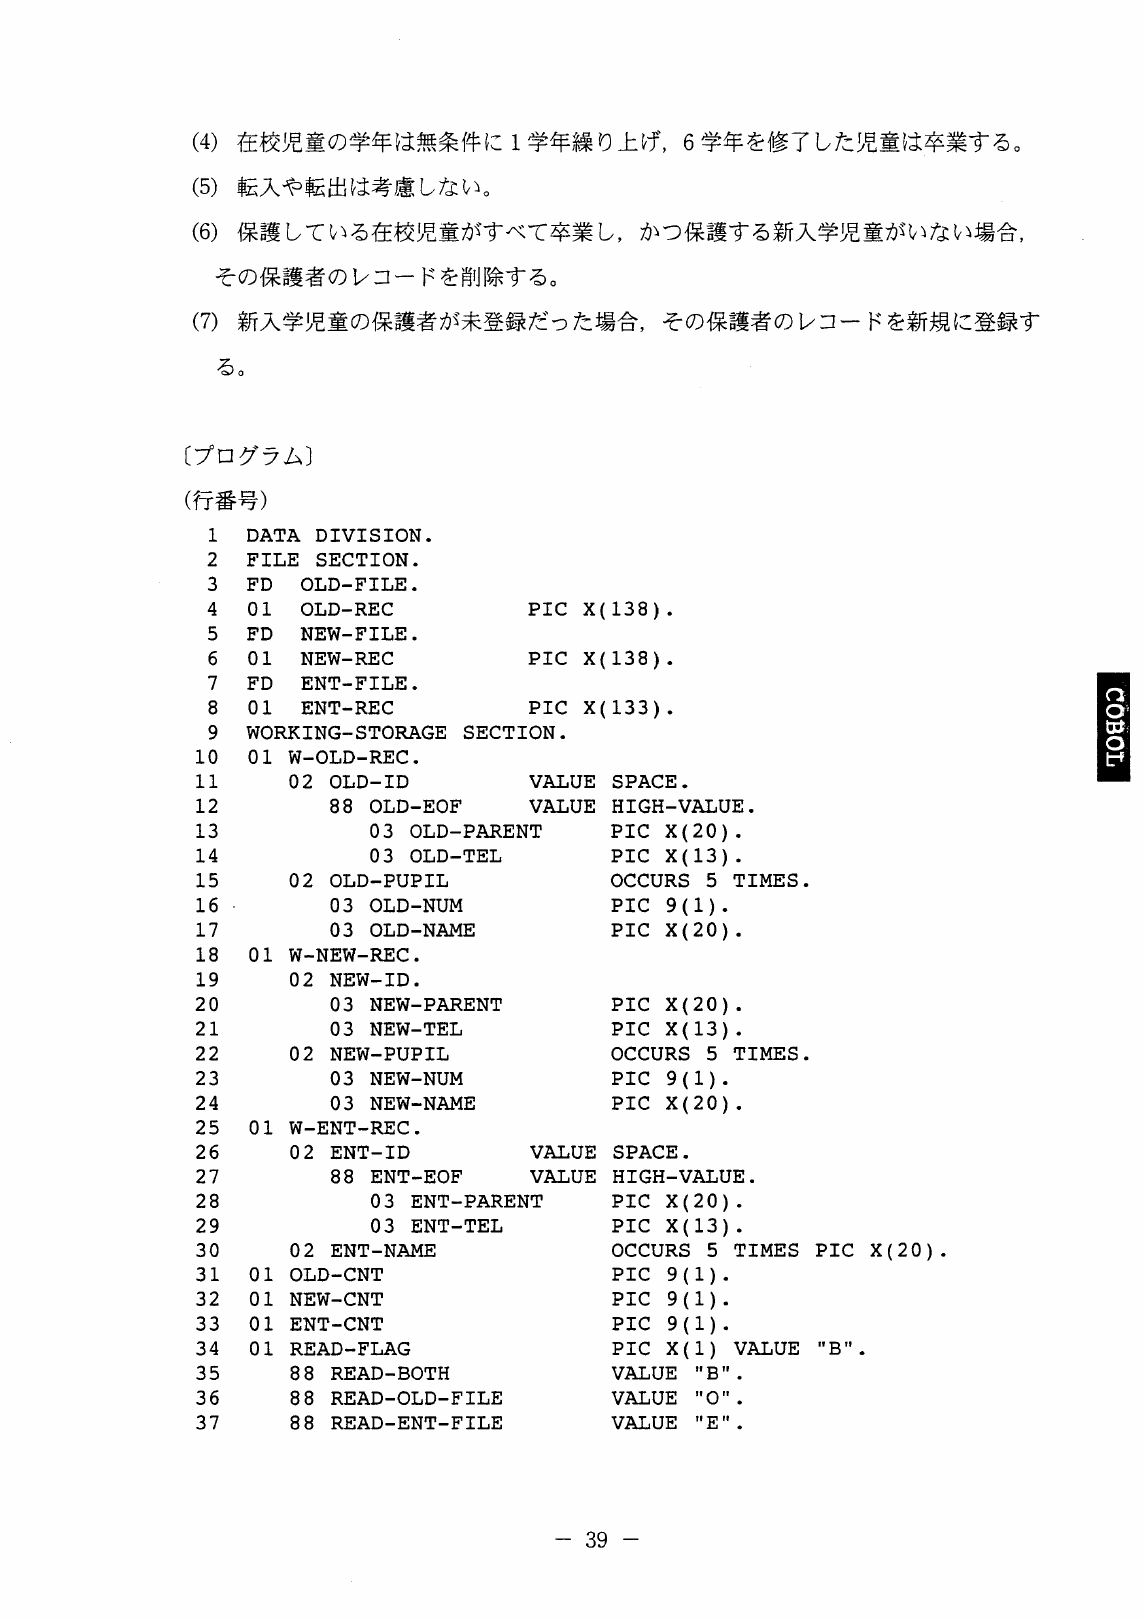 (4) 在校児童の学年は無条件に1学年繰り上げ，6学年を修了した児童は卒業する。
(5) 転入や転出は考慮しない。
(6) 保護している在校児童がすべて卒業し，かつ保護する新入学児童がいない場合，
その保護者のレコードを削除する。
(7) 新入学児童の保護者が未登録だった場合，その保護者のレコードを新規に登録す
る。
〔プログラム〕
(行番号)
1 DATA DIVISION.
2 FILE SECTION.
3 FD OLD-FILE.
4 01 OLD-REC PIC X(138).
5 FD NEW-FILE.
6 01 NEW-REC PIC X(138).
7 FD ENT-FILE.
8 01 ENT-REC PIC X(133).
9 WORKING-STORAGE SECTION.
10 01 W-OLD-REC.
11 02 OLD-ID VALUE SPACE.
12 88 OLD-EOF VALUE HIGH-VALUE.
13 03 OLD-PARENT PIC X(20).
14 03 OLD-TEL PIC X(13).
15 02 OLD-PUPIL OCCURS 5 TIMES.
16 03 OLD-NUM PIC 9(1).
17 03 OLD-NAME PIC X(20).
18 01 W-NEW-REC.
19 02 NEW-ID.
20 03 NEW-PARENT PIC X(20).
21 03 NEW-TEL PIC X(13).
22 02 NEW-PUPIL OCCURS 5 TIMES.
23 03 NEW-NUM PIC 9(1).
24 03 NEW-NAME PIC X(20).
25 01 W-ENT-REC.
26 02 ENT-ID VALUE SPACE.
27 88 ENT-EOF VALUE HIGH-VALUE.
28 03 ENT-PARENT PIC X(20).
29 03 ENT-TEL PIC X(13).
30 02 ENT-NAME OCCURS 5 TIMES PIC X(20).
31 01 OLD-CNT PIC 9(1).
32 01 NEW-CNT PIC 9(1).
33 01 ENT-CNT PIC 9(1).
34 01 READ-FLAG PIC X(1) VALUE "B".
35 88 READ-BOTH VALUE "B".
36 88 READ-OLD-FILE VALUE "O".
37 88 READ-ENT-FILE VALUE "E".
COBOL
－ 39 －